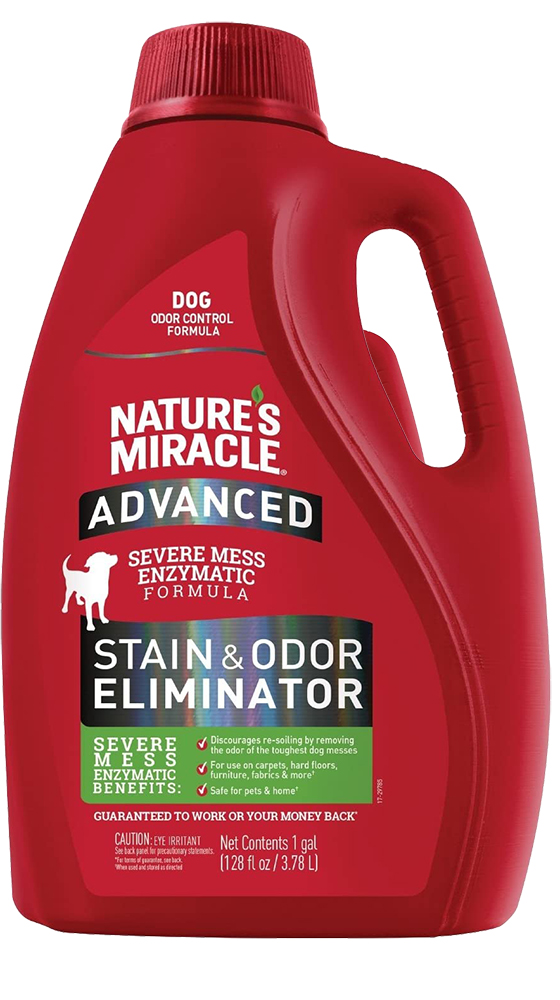 DOG
ODOR CONTROL
FORMULA
NATURE'S
MIRACLE®
ADVANCED
SEVERE MESS
ENZYMATIC
FORMULA
STAIN & ODOR
ELIMINATOR
SEVERE
MESS
ENZYMATIC
BENEFITS:
Discourages re-soiling by removing
the odor of the toughest dog messes
For use on carpets, hard floors,
furniture, fabrics & more†
Safe for pets & home†
17-29785
GUARANTEED TO WORK OR YOUR MONEY BACK*
CAUTION: EYE IRRITANT
See back panel for precautionary statements.
*For terms of guarantee, see back.
†When used and stored as directed
Net Contents 1 gal
(128 fl oz / 3.78 L)